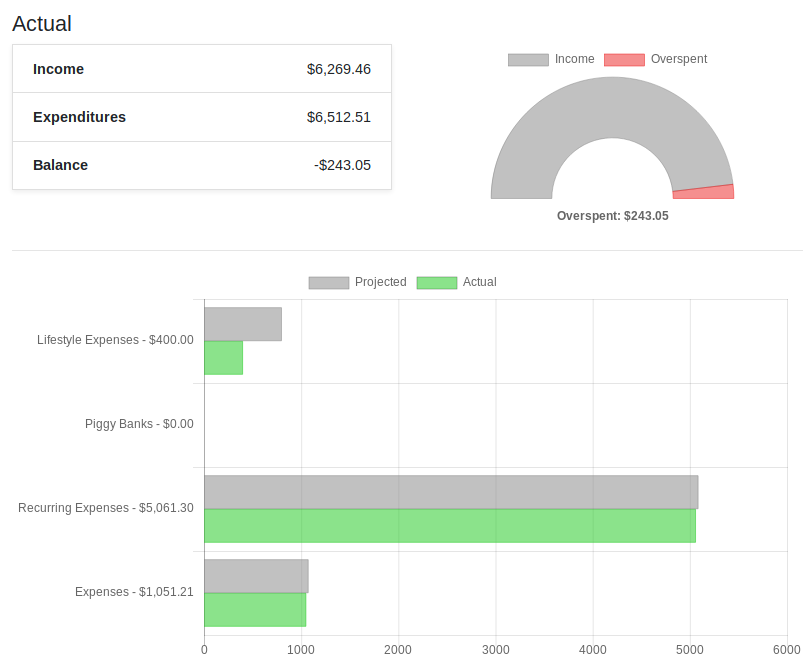 Actual
Income $6,269.46
Expenditures $6,512.51
Balance -$243.05
Income Overspent
Overspent: $243.05
Projected Actual
Lifestyle Expenses - $400.00
Piggy Banks - $0.00
Recurring Expenses - $5,061.30
Expenses - $1,051.21
0 1000 2000 3000 4000 5000 6000